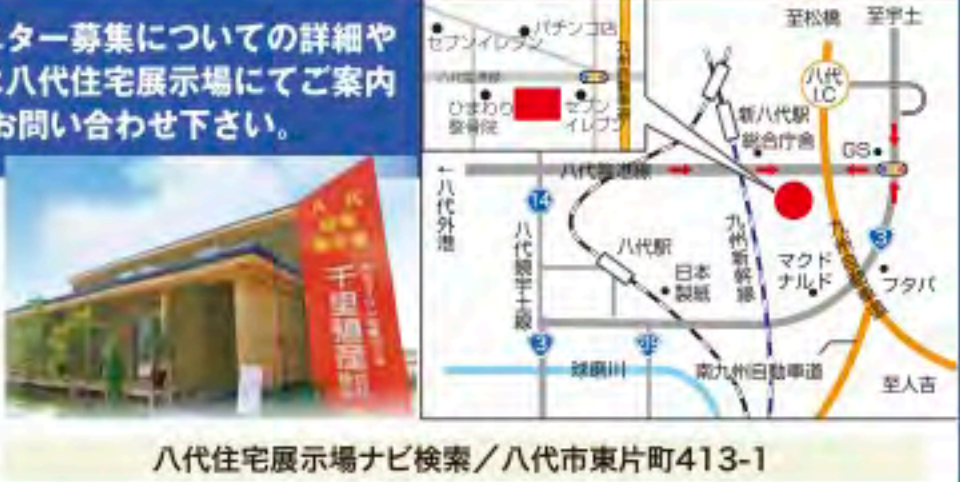 ター募集についての詳細や
八代住宅展示場にてご案内
お問い合わせ下さい。
パチンコ店
セブンイレブン
ひまわり
整骨院
セブン
イレブン
至松橋
至宇土
八代
I.C
新八代駅
総合庁舎
GS
八代臨港線
←八代外港
14
八代鏡宇土線
八代駅
九州新幹線
日本
製紙
マクド
ナルド
3
フタバ
3
球磨川
南九州自動車道
至人吉
八代
千里殖産
八代住宅展示場ナビ検索／八代市東片町413-1